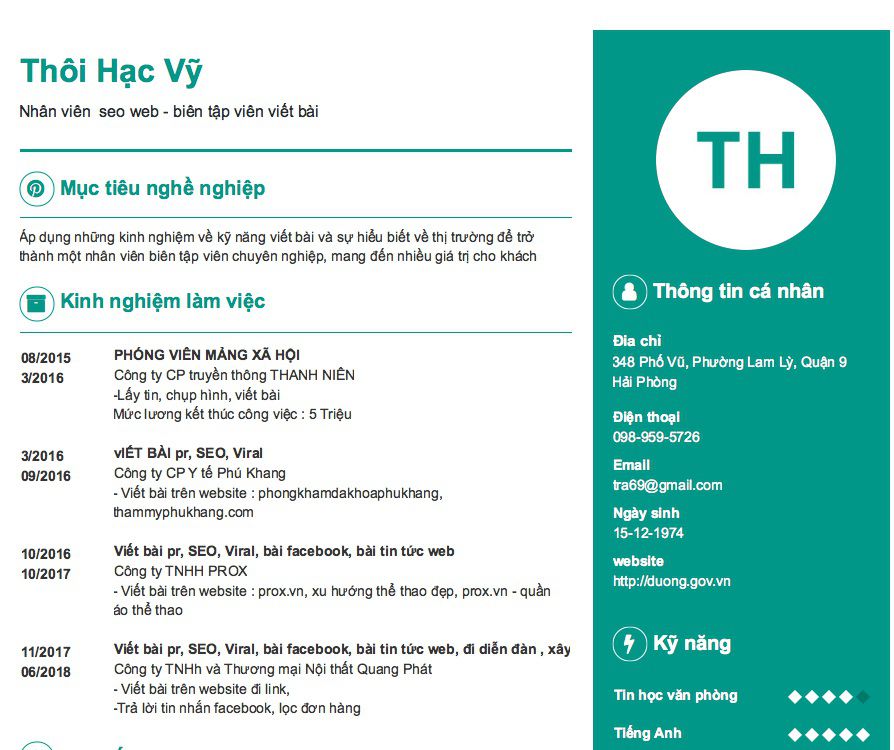 Thôi Hạc Vỹ
Nhân viên seo web - biên tập viên viết bài
Mục tiêu nghề nghiệp
Áp dụng những kinh nghiệm về kỹ năng viết bài và sự hiểu biết về thị trường để trở
thành một nhân viên biên tập viên chuyên nghiệp, mang đến nhiều giá trị cho khách
Kinh nghiệm làm việc
08/2015
3/2016
PHÓNG VIÊN MẢNG XÃ HỘI
Công ty CP truyền thông THANH NIÊN
-Lấy tin, chụp hình, viết bài
Mức lương kết thúc công việc : 5 Triệu
3/2016
09/2016
vIẾT BÀI pr, SEO, Viral
Công ty CP Y tế Phú Khang
- Viết bài trên website : phongkhamdakhoaphukhang,
thammyphukhang.com
10/2016
10/2017
Viết bài pr, SEO, Viral, bài facebook, bài tin tức web
Công ty TNHH PROX
- Viết bài trên website : prox.vn, xu hướng thể thao đẹp, prox.vn - quần
áo thể thao
11/2017
06/2018
Viết bài pr, SEO, Viral, bài facebook, bài tin tức web, đi diễn đàn , xây
Công ty TNHh và Thương mại Nội thất Quang Phát
- Viết bài trên website đi link,
-Trả lời tin nhắn facebook, lọc đơn hàng
TH
Thông tin cá nhân
Địa chỉ
348 Phố Vũ, Phường Lam Lỳ, Quận 9
Hải Phòng
Điện thoại
098-959-5726
Email
tra69@gmail.com
Ngày sinh
15-12-1974
website
http://duong.gov.vn
Kỹ năng
Tin học văn phòng
Tiếng Anh